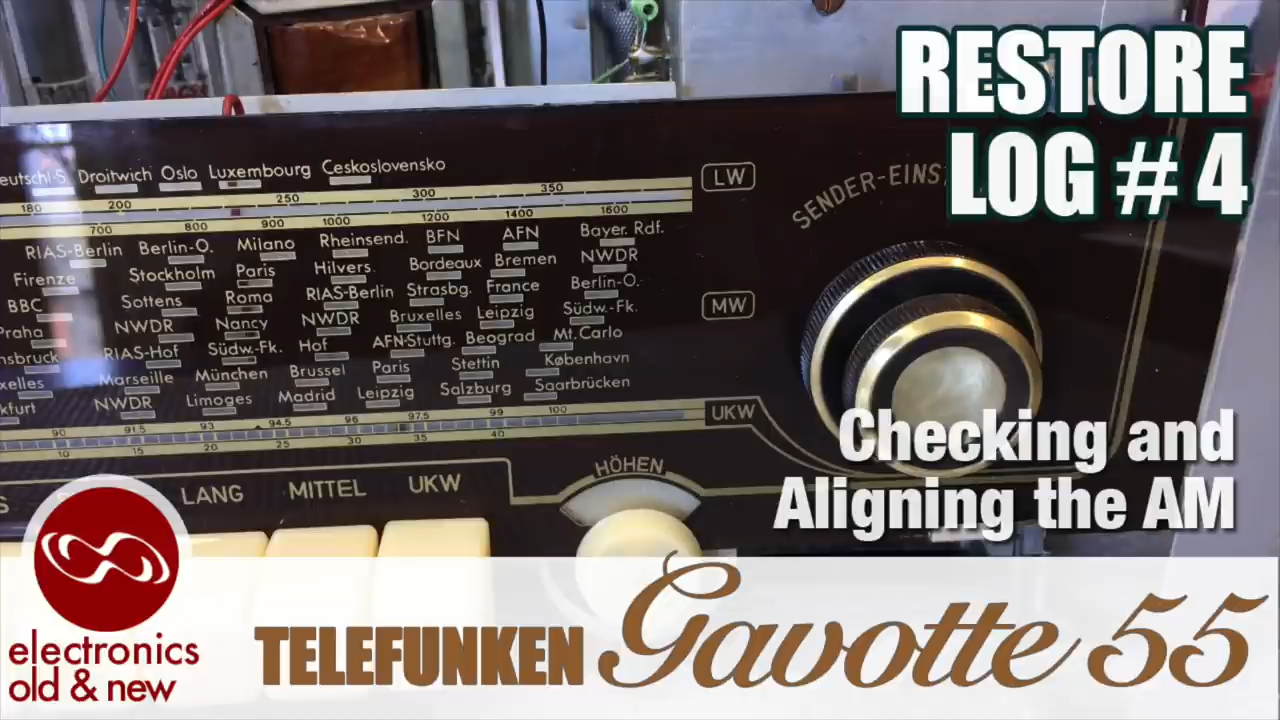 RESTORE
LOG # 4
Droitwich Oslo Luxembourg Ceskoslovensko
180 200 250 300 350
LW
SENDER-EINS
700 800 900 1000 1200 1400 1600
RIAS-Berlin Berlin-O. Milano Rheinsend. BFN AFN Bayer. Rdf.
Firenze Stockholm Paris Hilvers. Bordeaux Bremen NWDR
BBC Sottens Roma RIAS-Berlin Strasbg. France Berlin-O.
MW
Praha NWDR Nancy NWDR Bruxelles Leipzig Südw.-Fk.
nsbruck RIAS-Hof Südw.-Fk. Hof AFN-Stuttg. Beograd Mt.Carlo
xelles Marseille München Brussel Paris Stettin København
kfurt NWDR Limoges Madrid Leipzig Salzburg Saarbrücken
90 91.5 93 94.5 96 97.5 99 100
UKW
10 15 20 25 30 35 40
Checking and
Aligning the AM
S LANG MITTEL UKW
HÖHEN
electronics
old & new
TELEFUNKEN Gavotte 55